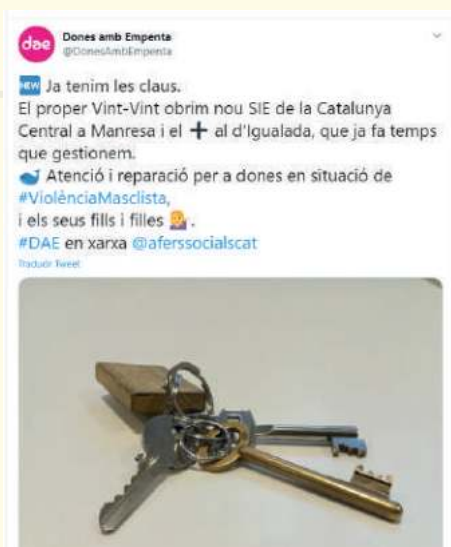 dae
Dones amb Empenta
@DonesAmbEmpenta
NEW Ja tenim les claus.
El proper Vint-Vint obrim nou SIE de la Catalunya
Central a Manresa i el ➕ al d'Igualada, que ja fa temps
que gestionem.
Atenció i reparació per a dones en situació de
#ViolènciaMasclista,
i els seus fills i filles.
#DAE en xarxa @aferssocialscat
Traducir Tweet